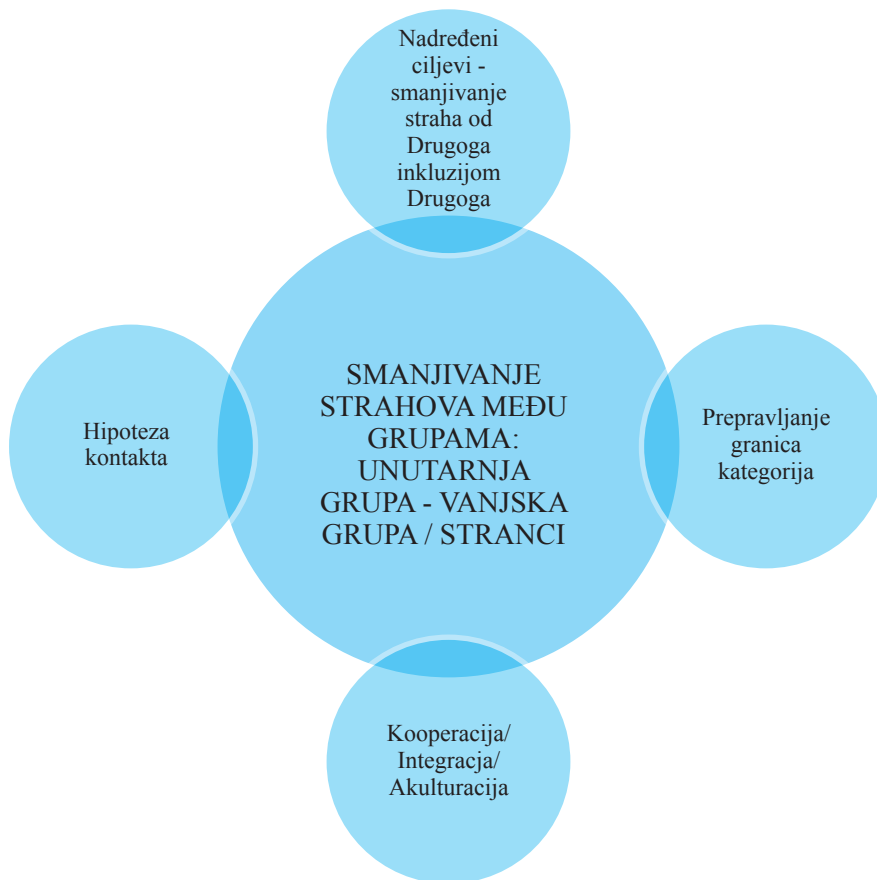 Nadređeni
ciljevi -
smanjivanje
straha od
Drugoga
inkluzijom
Drugoga
SMANJIVANJE
STRAHOVA MEĐU
GRUPAMA:
UNUTARNJA
GRUPA - VANJSKA
GRUPA / STRANCI
Hipoteza
kontakta
Prepravljanje
granica
kategorija
Kooperacija/
Integracja/
Akulturacija